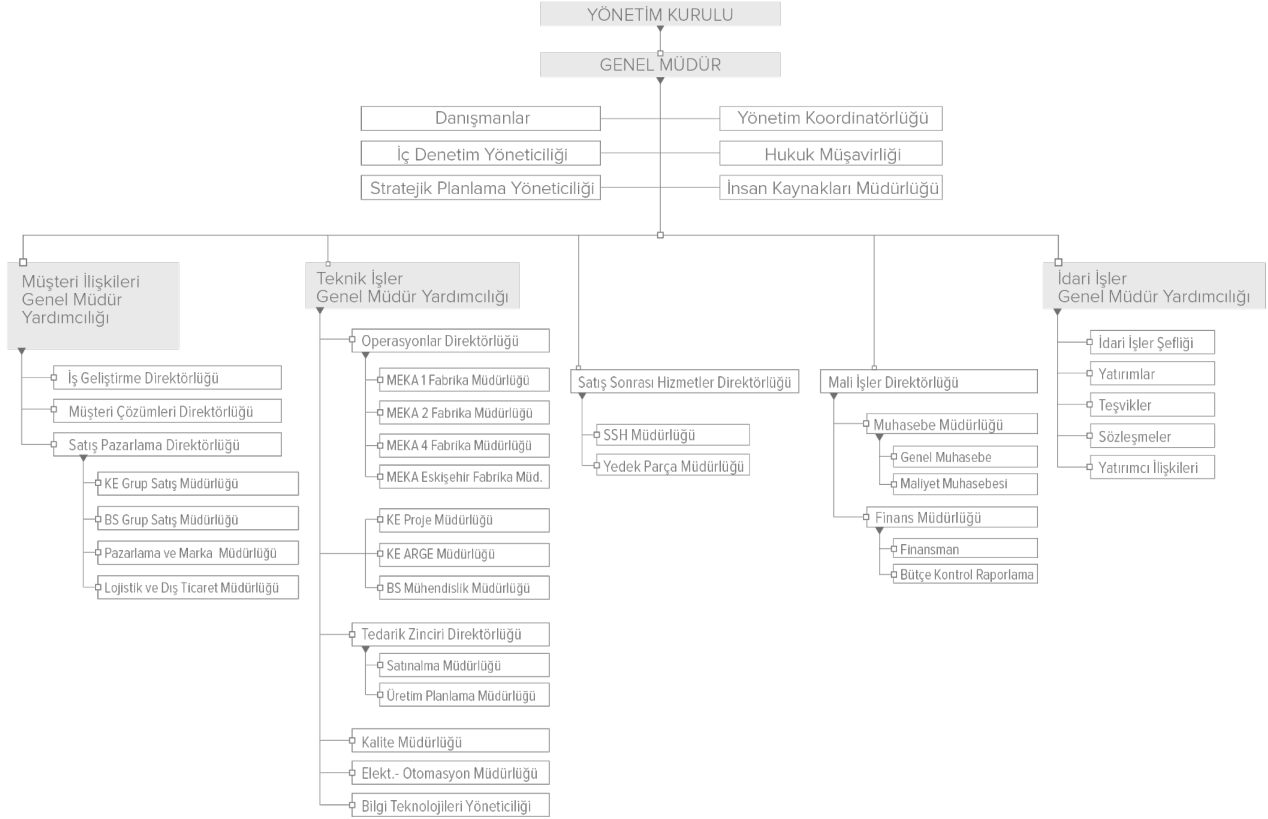 YÖNETİM KURULU
GENEL MÜDÜR
Danışmanlar
Yönetim Koordinatörlüğü
İç Denetim Yöneticiliği
Hukuk Müşavirliği
Stratejik Planlama Yöneticiliği
İnsan Kaynakları Müdürlüğü
Müşteri İlişkileri
Genel Müdür
Yardımcılığı
İş Geliştirme Direktörlüğü
Müşteri Çözümleri Direktörlüğü
Satış Pazarlama Direktörlüğü
KE Grup Satış Müdürlüğü
BS Grup Satış Müdürlüğü
Pazarlama ve Marka Müdürlüğü
Lojistik ve Dış Ticaret Müdürlüğü
Teknik İşler
Genel Müdür Yardımcılığı
Operasyonlar Direktörlüğü
MEKA 1 Fabrika Müdürlüğü
MEKA 2 Fabrika Müdürlüğü
MEKA 4 Fabrika Müdürlüğü
MEKA Eskişehir Fabrika Müd.
KE Proje Müdürlüğü
KE ARGE Müdürlüğü
BS Mühendislik Müdürlüğü
Tedarik Zinciri Direktörlüğü
Satınalma Müdürlüğü
Üretim Planlama Müdürlüğü
Kalite Müdürlüğü
Elekt.- Otomasyon Müdürlüğü
Bilgi Teknolojileri Yöneticiliği
Satış Sonrası Hizmetler Direktörlüğü
SSH Müdürlüğü
Yedek Parça Müdürlüğü
Mali İşler Direktörlüğü
Muhasebe Müdürlüğü
Genel Muhasebe
Maliyet Muhasebesi
Finans Müdürlüğü
Finansman
Bütçe Kontrol Raporlama
İdari İşler
Genel Müdür Yardımcılığı
İdari İşler Şefliği
Yatırımlar
Teşvikler
Sözleşmeler
Yatırımcı İlişkileri